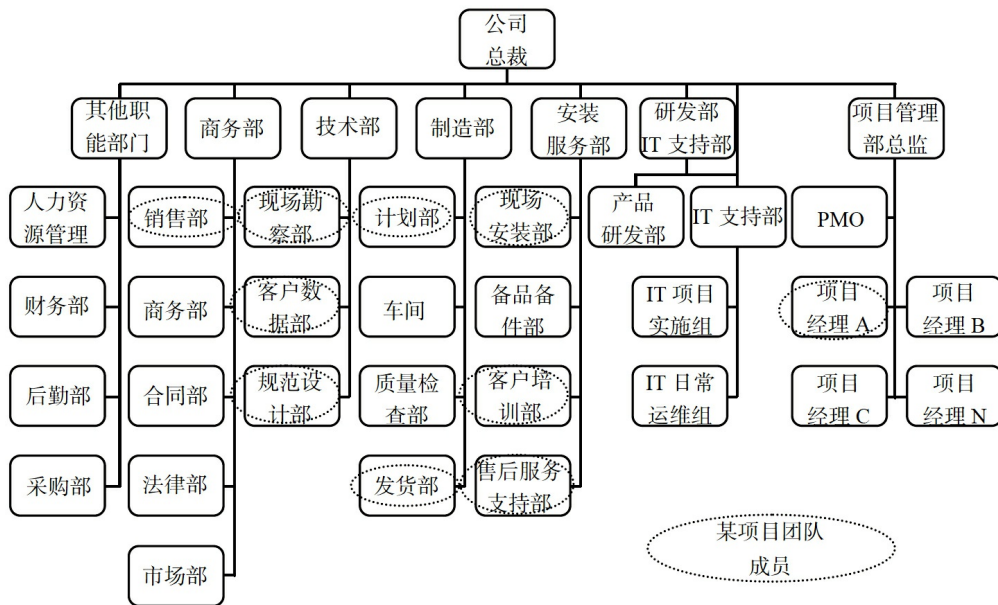 公司
总裁
其他职
能部门
商务部
技术部
制造部
安装
服务部
研发部
IT 支持部
项目管理
部总监
人力资
源管理
销售部
现场勘
察部
计划部
现场
安装部
产品
研发部
IT 支持部
PMO
财务部
商务部
客户数
据部
车间
备品备
件部
IT 项目
实施组
项目
经理 A
项目
经理 B
后勤部
合同部
规范设
计部
质量检
查部
客户培
训部
IT 日常
运维组
项目
经理 C
项目
经理 N
采购部
法律部
发货部
售后服务
支持部
市场部
某项目团队
成员